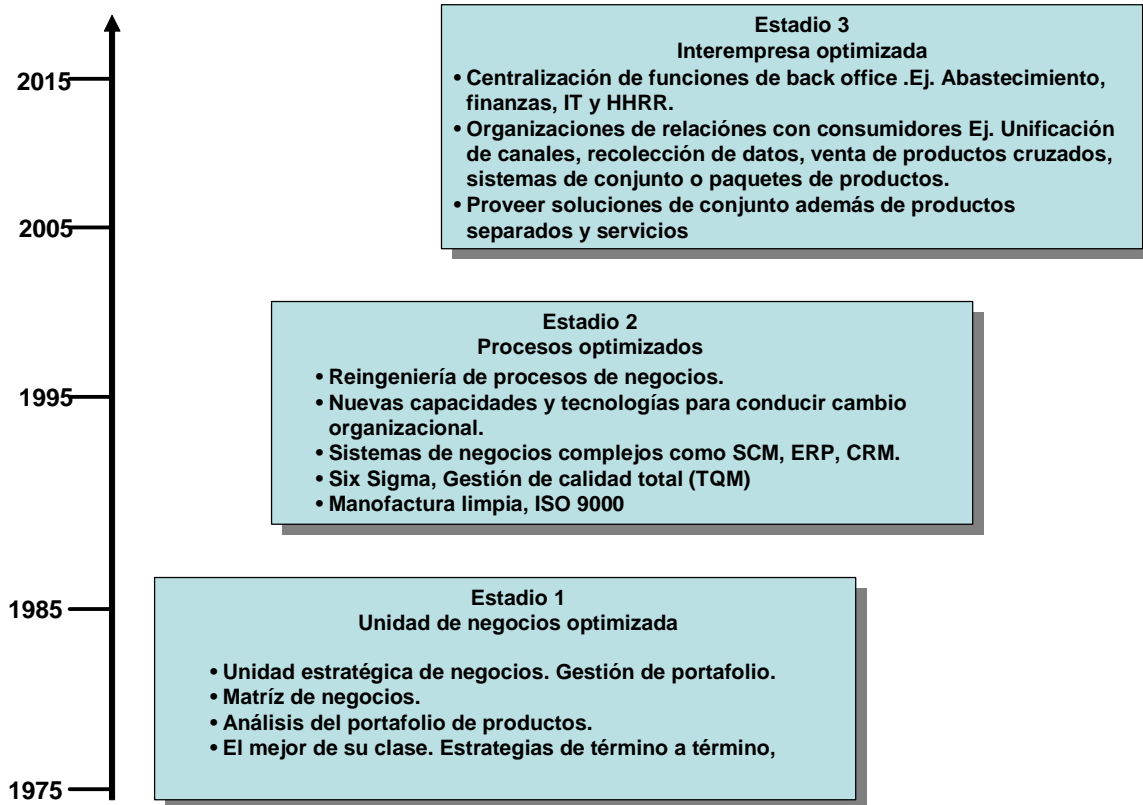 2015
2005
1995
1985
1975
Estadio 3
Interempresa optimizada
• Centralización de funciones de back office .Ej. Abastecimiento,
finanzas, IT y HHRR.
• Organizaciones de relaciónes con consumidores Ej. Unificación
de canales, recolección de datos, venta de productos cruzados,
sistemas de conjunto o paquetes de productos.
• Proveer soluciones de conjunto además de productos
separados y servicios
Estadio 2
Procesos optimizados
• Reingeniería de procesos de negocios.
• Nuevas capacidades y tecnologías para conducir cambio
organizacional.
• Sistemas de negocios complejos como SCM, ERP, CRM.
• Six Sigma, Gestión de calidad total (TQM)
• Manofactura limpia, ISO 9000
Estadio 1
Unidad de negocios optimizada
• Unidad estratégica de negocios. Gestión de portafolio.
• Matríz de negocios.
• Análisis del portafolio de productos.
• El mejor de su clase. Estrategias de término a término,